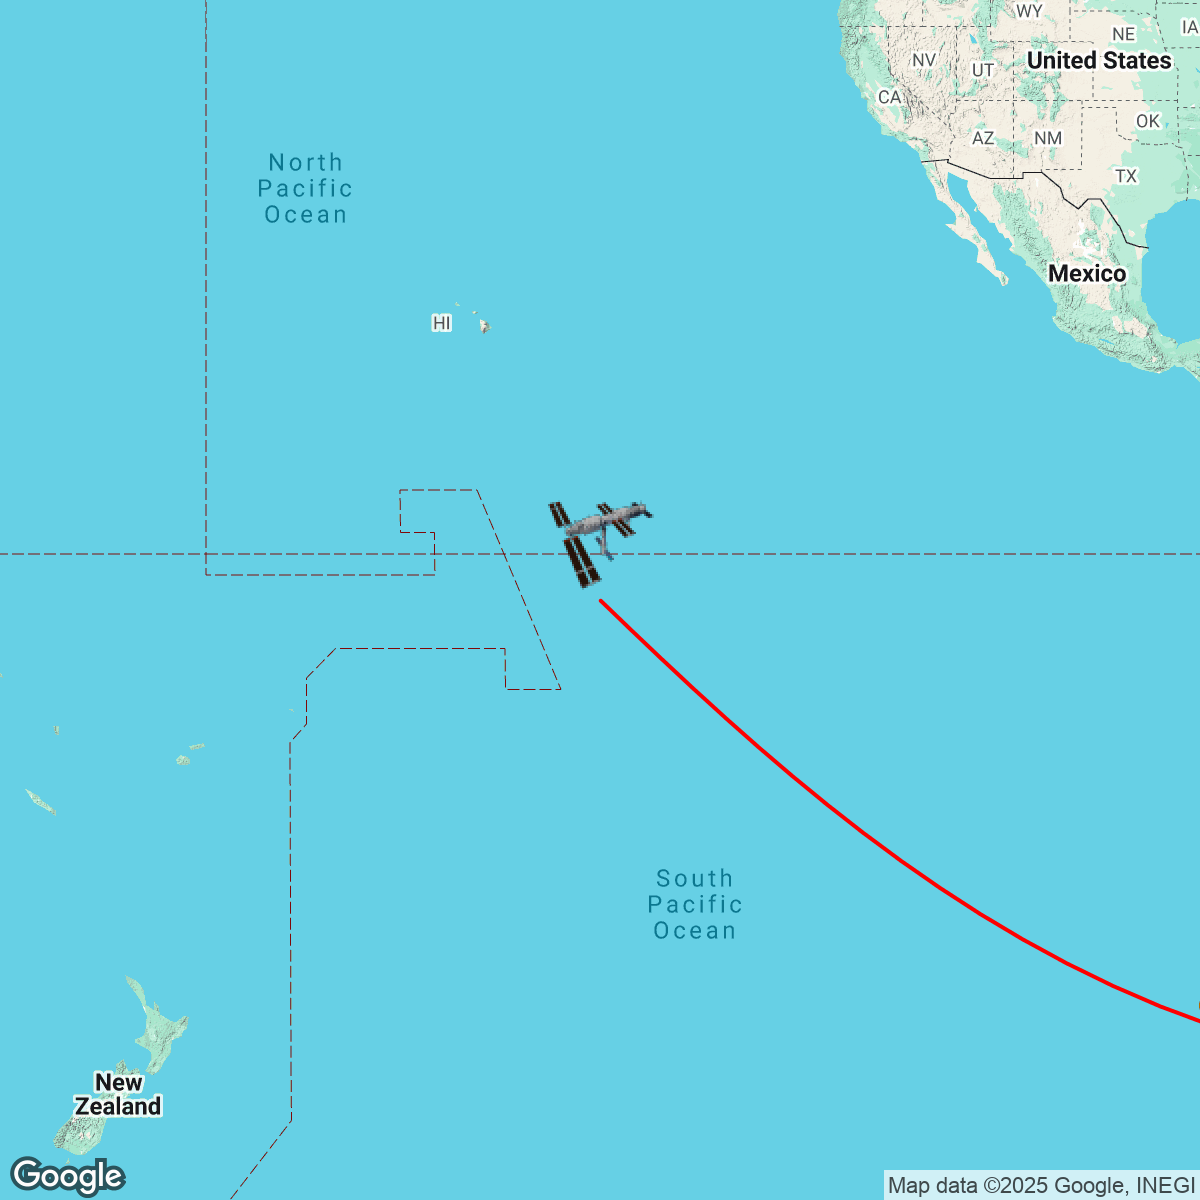 WY
NE
IA
NV
UT
United States
CA
OK
AZ
NM
TX
North
Pacific
Ocean
Mexico
HI
South
Pacific
Ocean
New
Zealand
Google
Map data ©2025 Google, INEGI